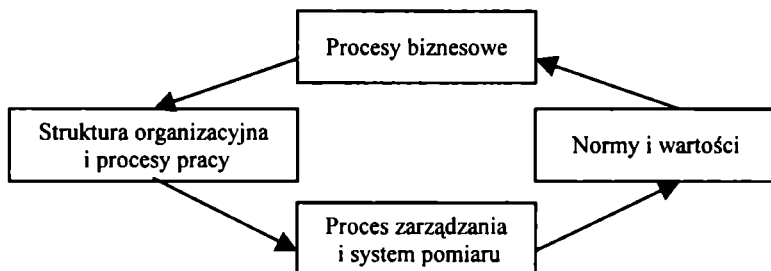 Procesy biznesowe
Struktura organizacyjna
i procesy pracy
Normy i wartości
Proces zarządzania
i system pomiaru